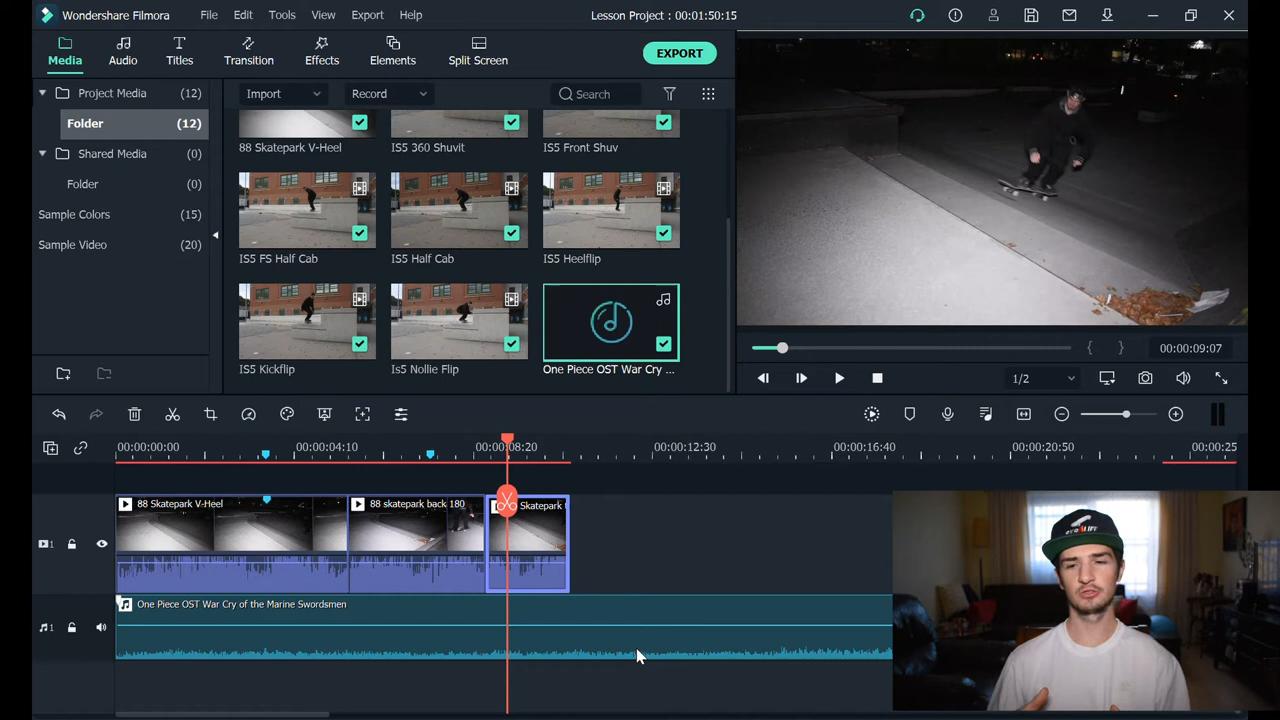 Wondershare Filmora
File
Edit
Tools
View
Export
Help
Lesson Project : 00:01:50:15
Media
Audio
Titles
Transition
Effects
Elements
Split Screen
EXPORT
Project Media (12)
Folder (12)
Shared Media (0)
Folder (0)
Sample Colors (15)
Sample Video (20)
Import
Record
Search
88 Skatepark V-Heel
IS5 360 Shuvit
IS5 Front Shuv
IS5 FS Half Cab
IS5 Half Cab
IS5 Heelflip
IS5 Kickflip
Is5 Nollie Flip
One Piece OST War Cry ...
{ }
00:00:09:07
1/2
00:00:00:00
00:00:04:10
00:00:08:20
00:00:12:30
00:00:16:40
00:00:20:50
00:00:25
88 Skatepark V-Heel
88 skatepark back 180
Skatepark
1
One Piece OST War Cry of the Marine Swordsmen
1